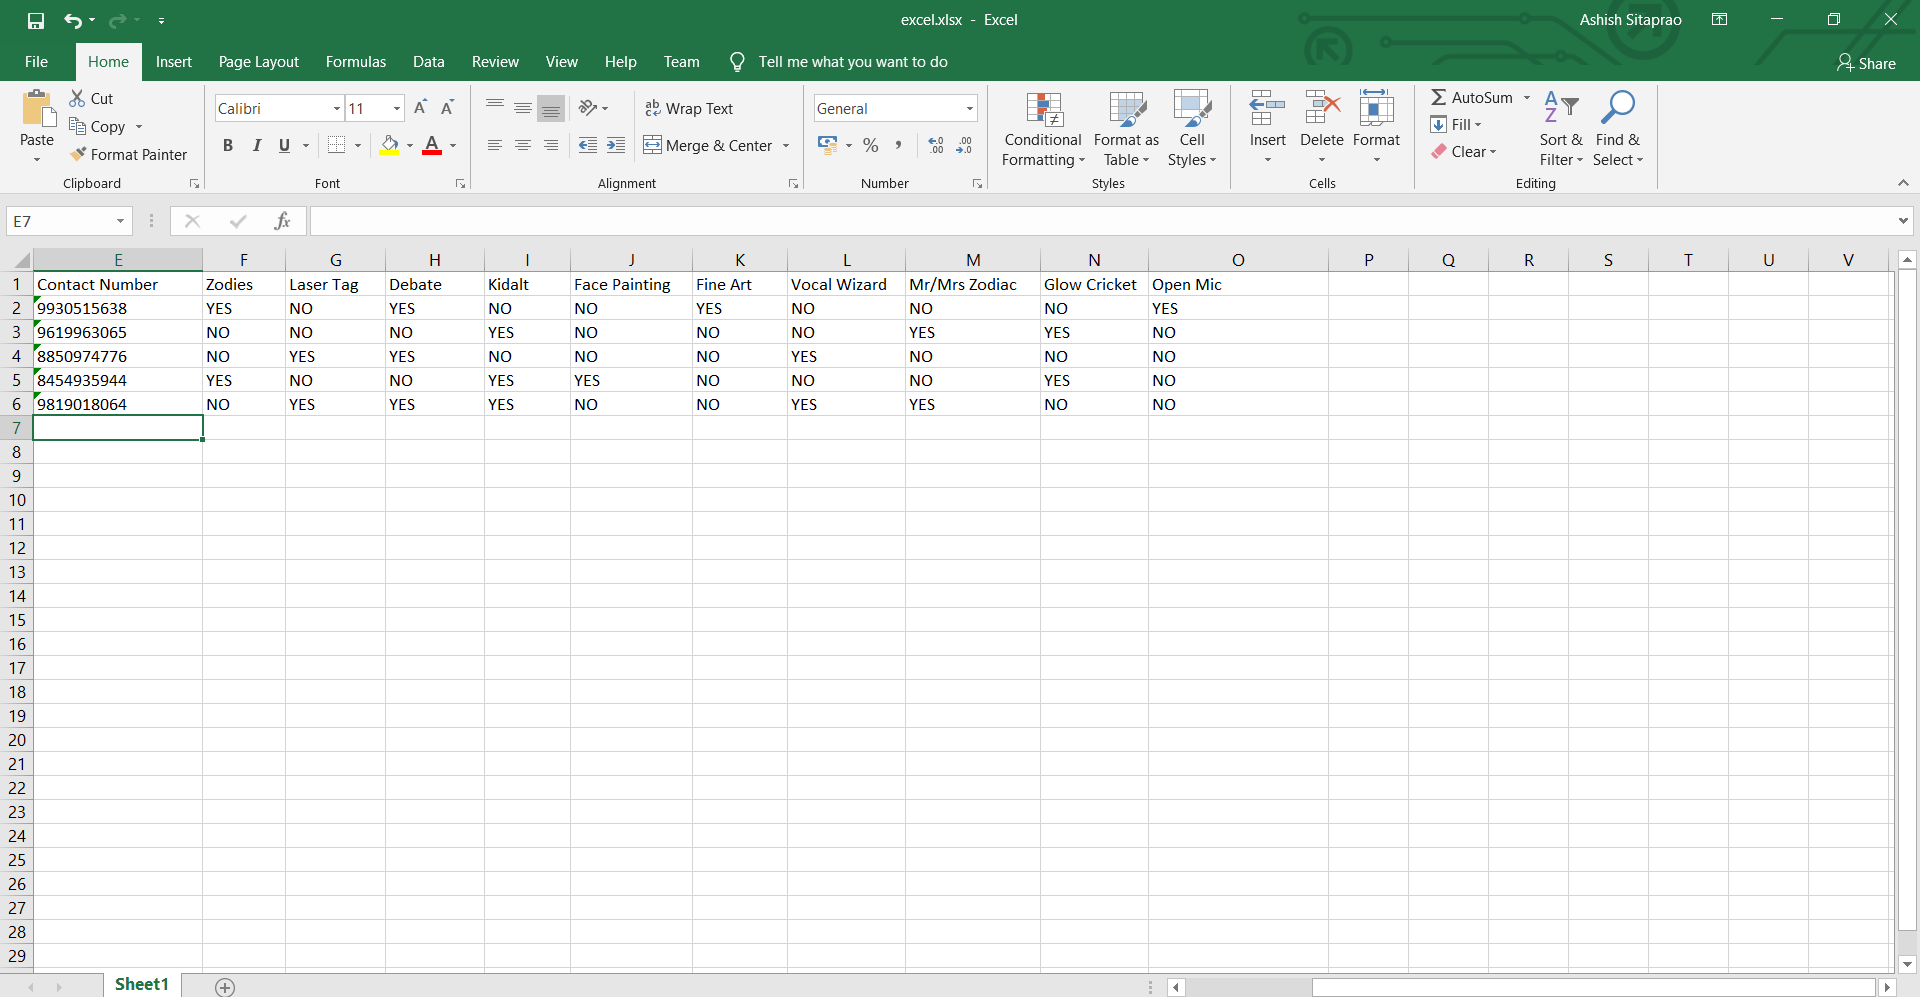 excel.xlsx - Excel
Ashish Sitaprao
File Home Insert Page Layout Formulas Data Review View Help Team Tell me what you want to do Share
Paste
Cut
Copy
Format Painter
Clipboard
Calibri 11 A A
B I U A
Font
ab Wrap Text
Merge & Center
Alignment
General
% , .0 .00 .00 .0
Number
Conditional Formatting
Format as Table
Cell Styles
Styles
Insert Delete Format
Cells
Σ AutoSum
Fill
Clear
Sort & Filter
Find & Select
Editing
E7 fx
E F G H I J K L M N O P Q R S T U V
1 Contact Number Zodies Laser Tag Debate Kidalt Face Painting Fine Art Vocal Wizard Mr/Mrs Zodiac Glow Cricket Open Mic
2 9930515638 YES NO YES NO NO YES NO NO NO YES
3 9619963065 NO NO NO YES NO NO NO YES YES NO
4 8850974776 NO YES YES NO NO NO YES NO NO NO
5 8454935944 YES NO NO YES YES NO NO NO YES NO
6 9819018064 NO YES YES YES NO NO YES YES NO NO
7
8
9
10
11
12
13
14
15
16
17
18
19
20
21
22
23
24
25
26
27
28
29
Sheet1